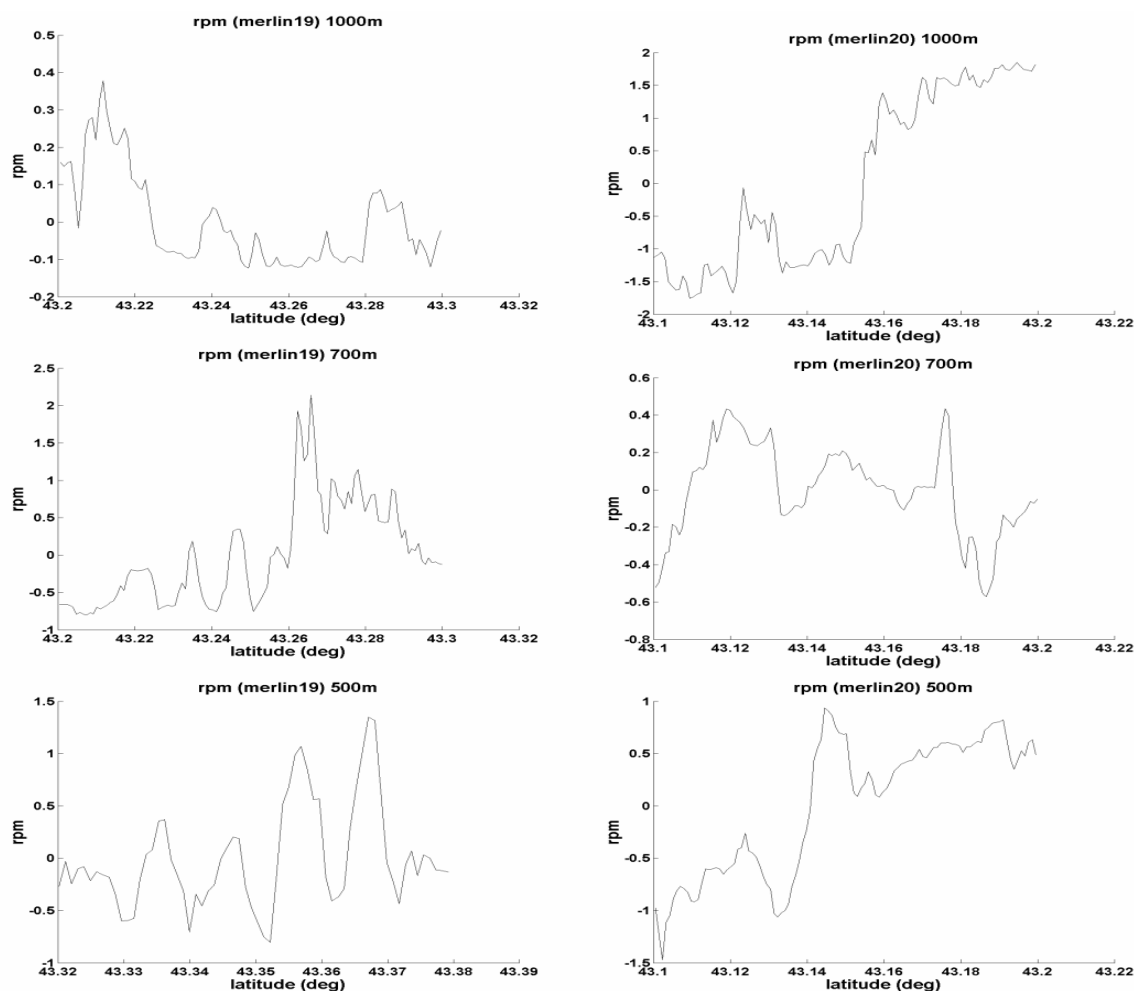 rpm (merlin19) 1000m
0.5
0.4
0.3
0.2
0.1
0
-0.1
-0.2
rpm
43.2 43.22 43.24 43.26 43.28 43.3 43.32
latitude (deg)
rpm (merlin20) 1000m
2
1.5
1
0.5
0
-0.5
-1
-1.5
-2
rpm
43.1 43.12 43.14 43.16 43.18 43.2 43.22
latitude (deg)
rpm (merlin19) 700m
2.5
2
1.5
1
0.5
0
-0.5
-1
rpm
43.2 43.22 43.24 43.26 43.28 43.3 43.32
latitude (deg)
rpm (merlin20) 700m
0.6
0.4
0.2
0
-0.2
-0.4
-0.6
-0.8
rpm
43.1 43.12 43.14 43.16 43.18 43.2 43.22
latitude (deg)
rpm (merlin19) 500m
1.5
1
0.5
0
-0.5
-1
rpm
43.32 43.33 43.34 43.35 43.36 43.37 43.38 43.39
latitude (deg)
rpm (merlin20) 500m
1
0.5
0
-0.5
-1
-1.5
rpm
43.1 43.12 43.14 43.16 43.18 43.2 43.22
latitude (deg)